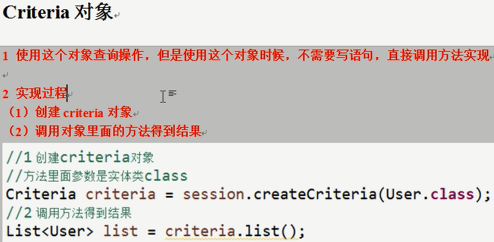 Criteria 对象
1 使用这个对象查询操作，但是使用这个对象时候，不需要写语句，直接调用方法实现
2 实现过程
（1）创建 criteria 对象
（2）调用对象里面的方法得到结果
//1 创建criteria对象
//方法里面参数是实体类class
Criteria criteria = session.createCriteria(User.class);
//2 调用方法得到结果
List<User> list = criteria.list();